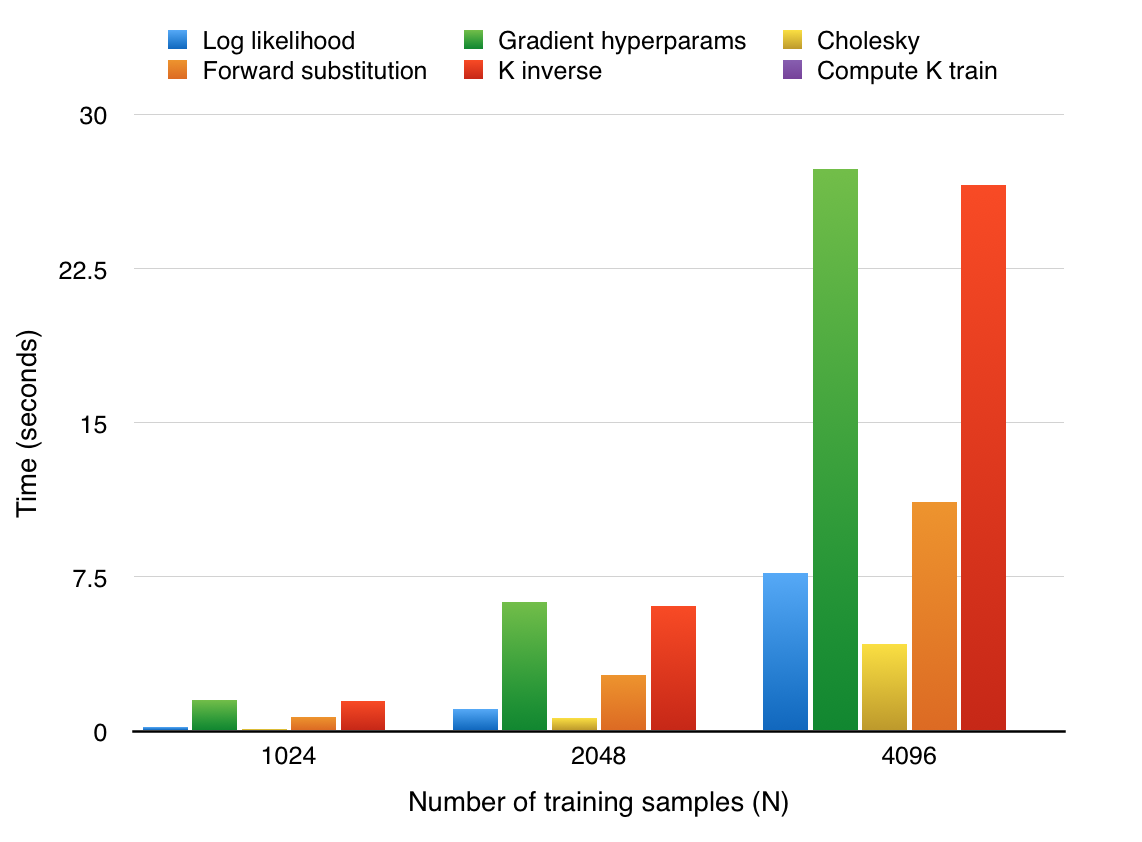 Log likelihood Gradient hyperparams Cholesky
Forward substitution K inverse Compute K train
30
22.5
15
7.5
0
Time (seconds)
1024 2048 4096
Number of training samples (N)